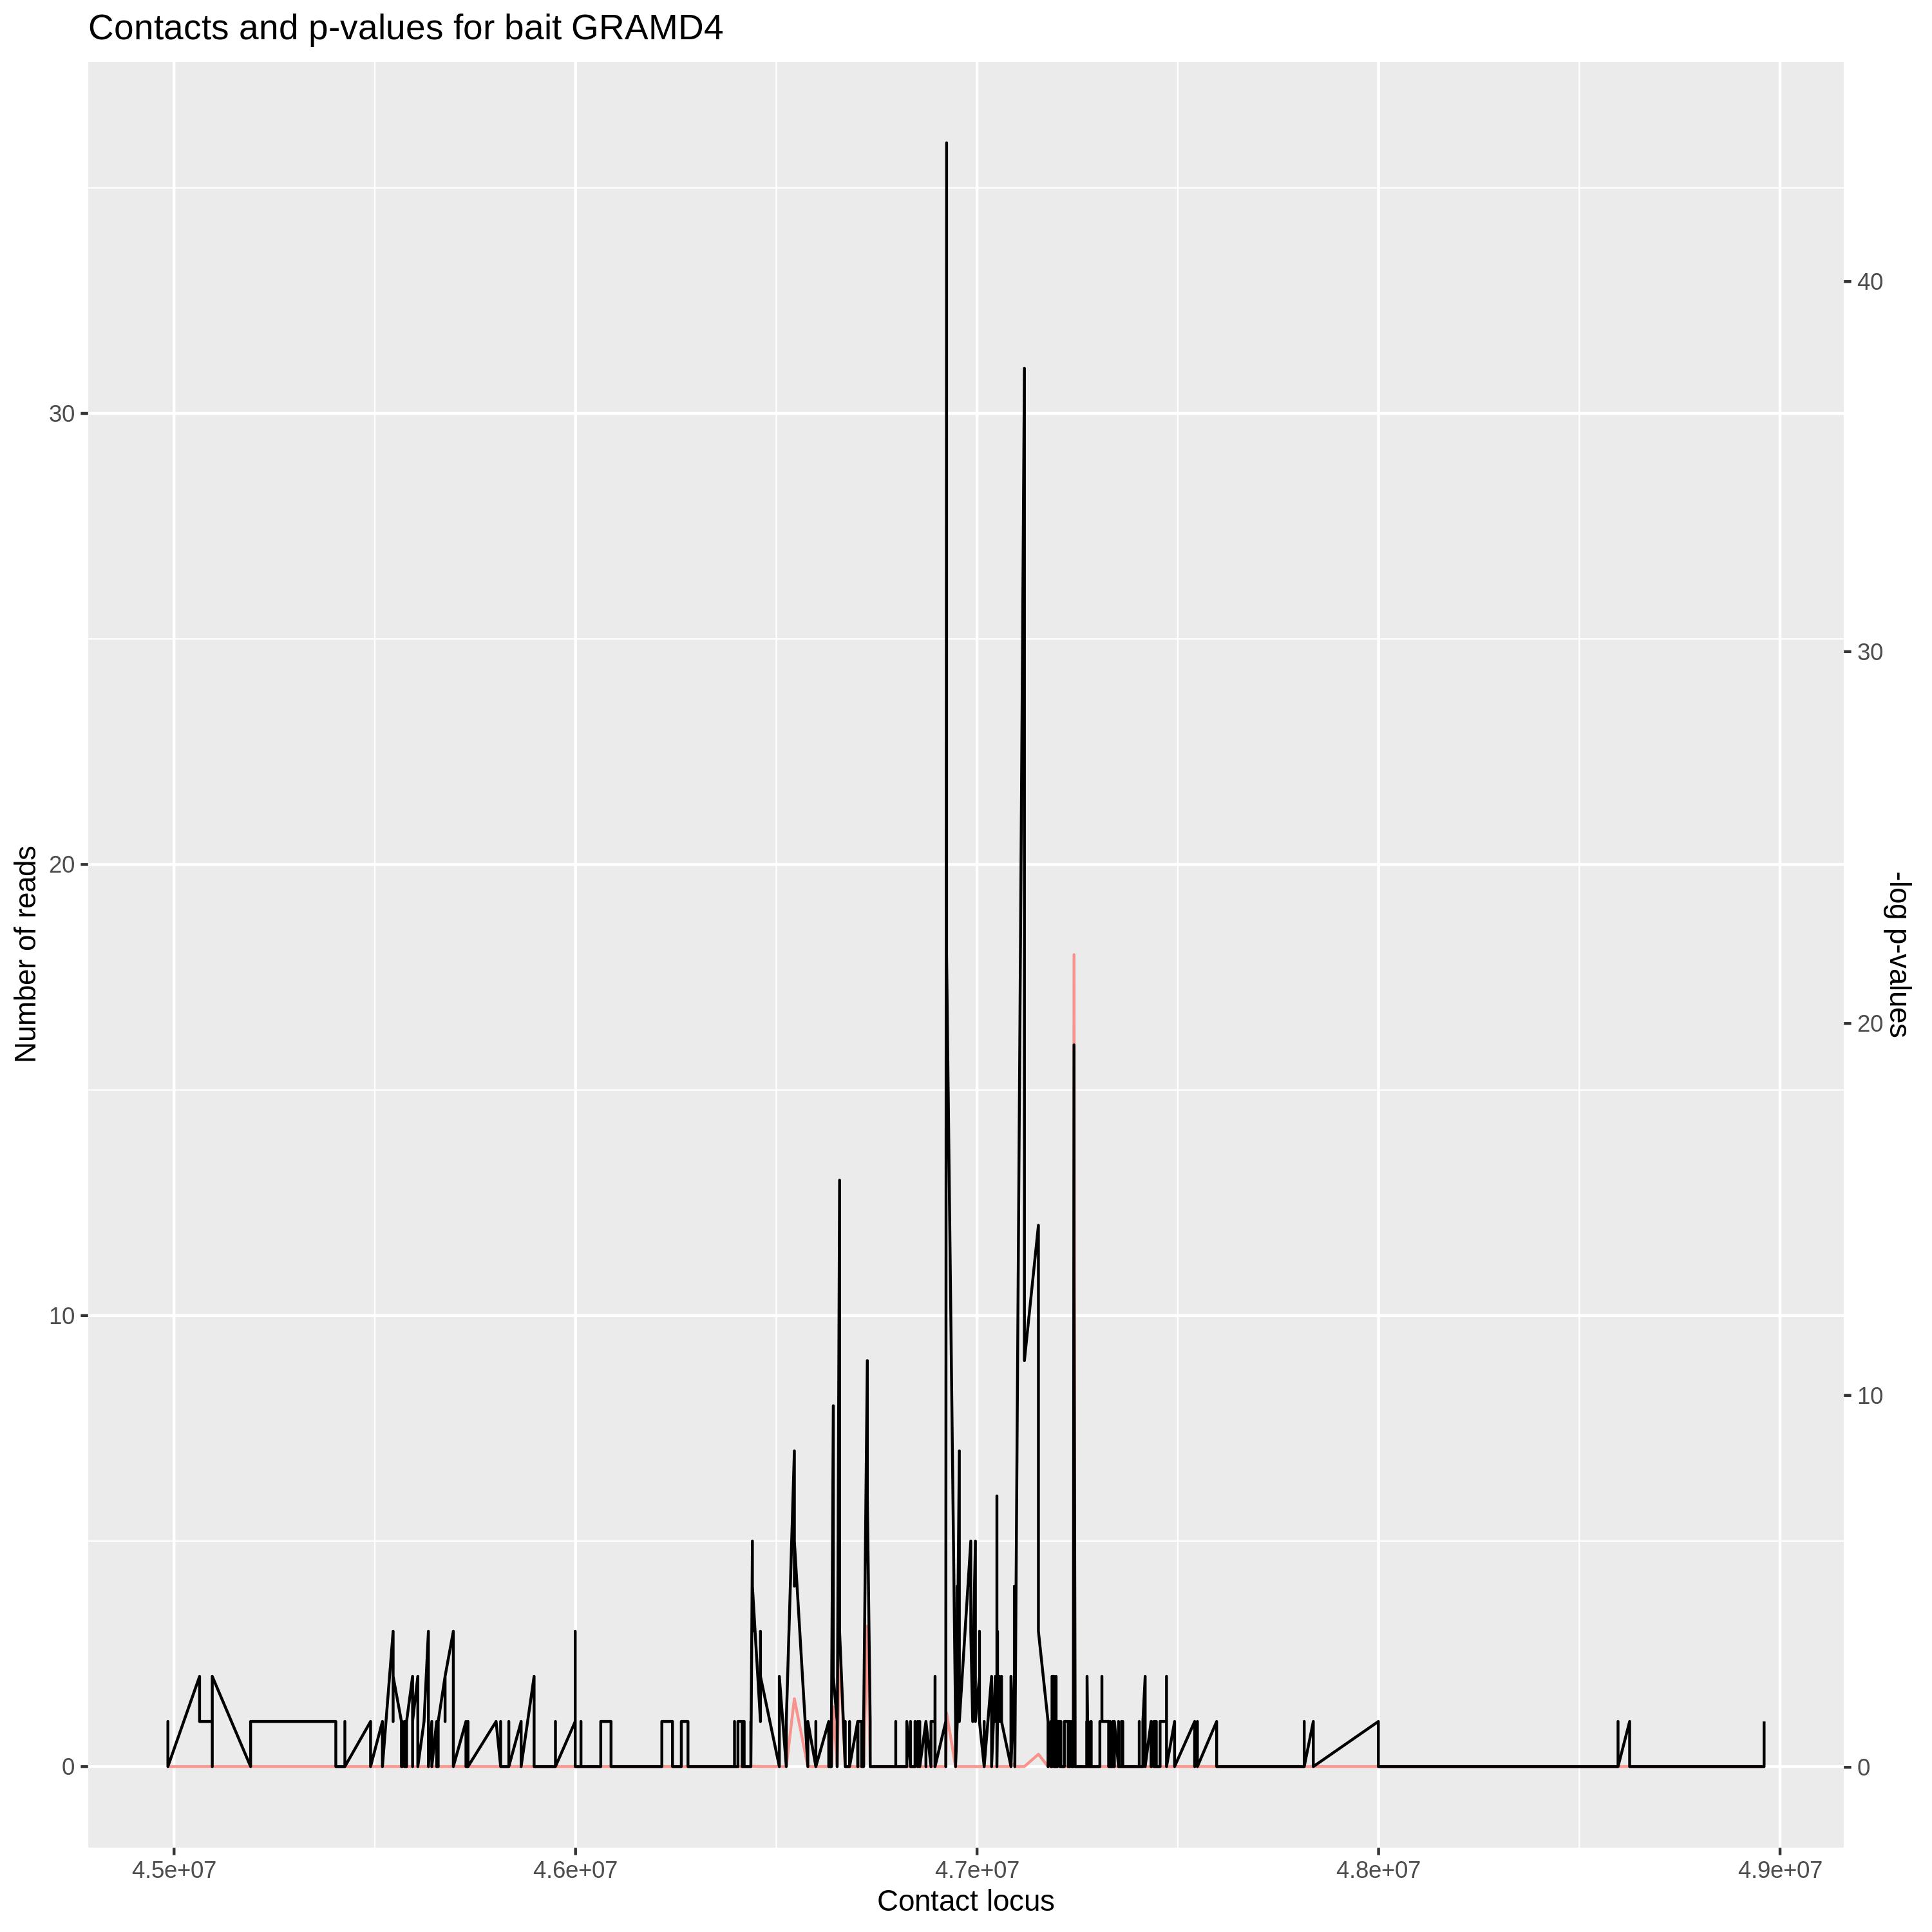 Contacts and p-values for bait GRAMD4
Number of reads
30
20
10
0
-log p-values
40
30
20
10
0
4.5e+07 4.6e+07 4.7e+07 4.8e+07 4.9e+07
Contact locus